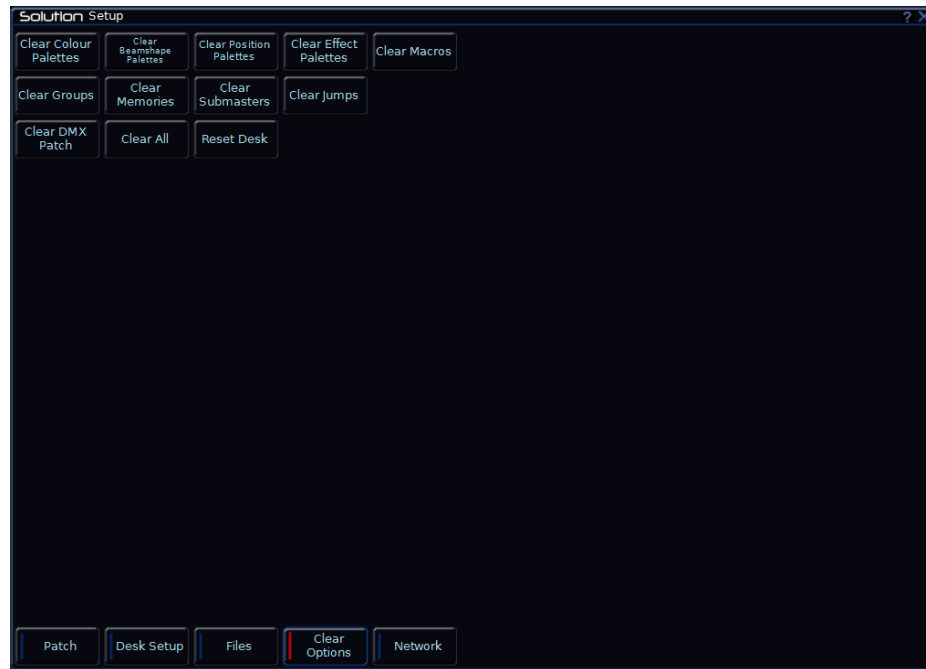 Solution Setup ? X
Clear Colour
Palettes
Clear
Beamshape
Palettes
Clear Position
Palettes
Clear Effect
Palettes
Clear Macros
Clear Groups
Clear
Memories
Clear
Submasters
Clear Jumps
Clear DMX
Patch
Clear All
Reset Desk
Patch
Desk Setup
Files
Clear
Options
Network